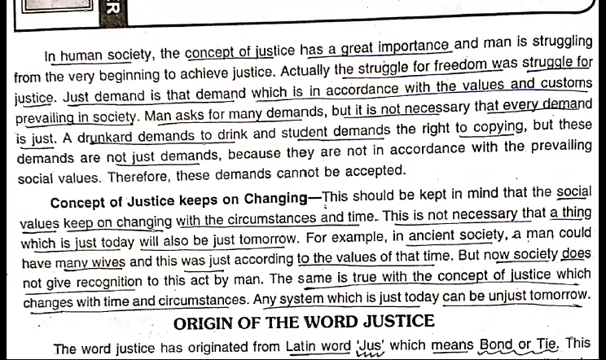 ER
In human society, the concept of justice has a great importance and man is struggling
from the very beginning to achieve justice. Actually the struggle for freedom was struggle for
justice. Just demand is that demand which is in accordance with the values and customs
prevailing in society. Man asks for many demands, but it is not necessary that every demand
is just. A drunkard demands to drink and student demands the right to copying, but these
demands are not just demands, because they are not in accordance with the prevailing
social values. Therefore, these demands cannot be accepted.
Concept of Justice keeps on Changing—This should be kept in mind that the social
values keep on changing with the circumstances and time. This is not necessary that a thing
which is just today will also be just tomorrow. For example, in ancient society, a man could
have many wives and this was just according to the values of that time. But now society does
not give recognition to this act by man. The same is true with the concept of justice which
changes with time and circumstances. Any system which is just today can be unjust tomorrow.
ORIGIN OF THE WORD JUSTICE
The word justice has originated from Latin word 'Jus' which means Bond or Tie. This